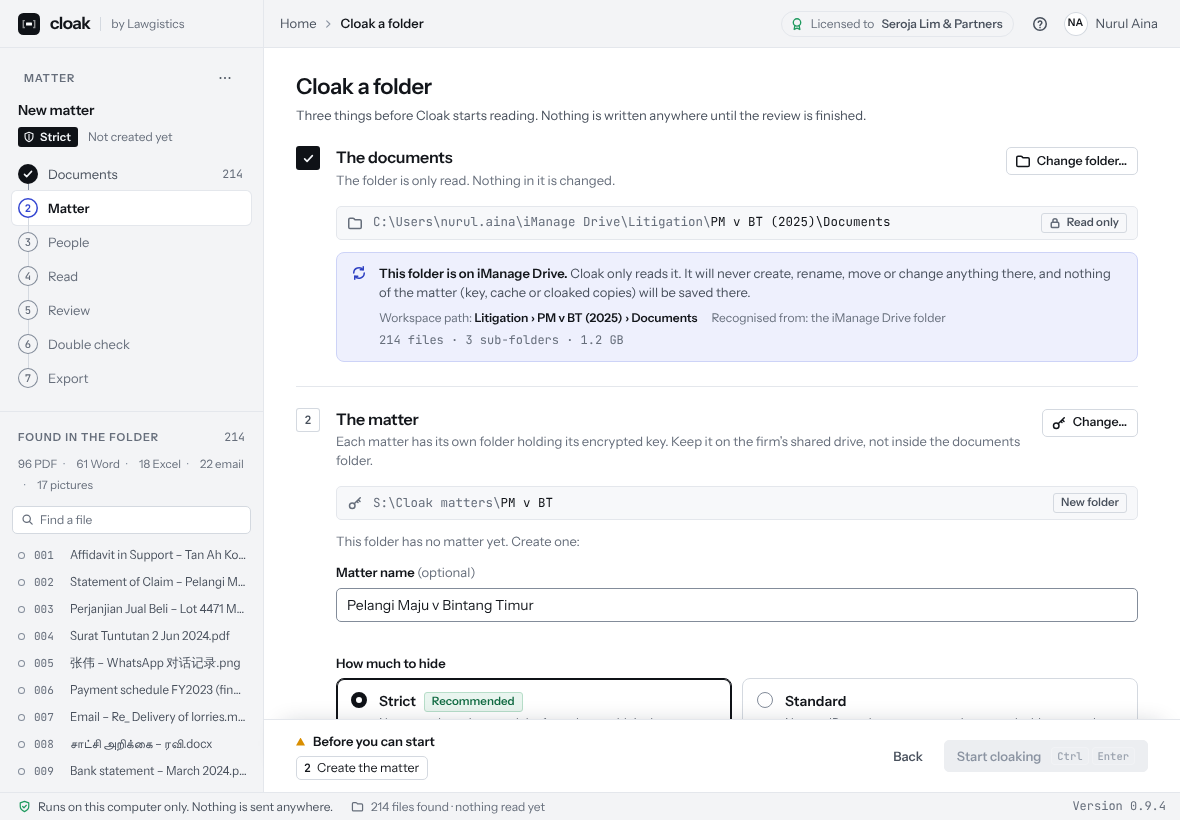 cloak by Lawgistics
Home > Cloak a folder
Licensed to Seroja Lim & Partners
NA Nurul Aina
MATTER ...
New matter
Strict Not created yet
Documents 214
2 Matter
3 People
4 Read
5 Review
6 Double check
7 Export
FOUND IN THE FOLDER 214
96 PDF · 61 Word · 18 Excel · 22 email
· 17 pictures
Find a file
001 Affidavit in Support – Tan Ah Ko...
002 Statement of Claim – Pelangi M...
003 Perjanjian Jual Beli – Lot 4471 M...
004 Surat Tuntutan 2 Jun 2024.pdf
005 张伟 – WhatsApp 对话记录.png
006 Payment schedule FY2023 (fin...
007 Email – Re_ Delivery of lorries.m...
008 சாட்சி அறிக்கை – ரவி.docx
009 Bank statement – March 2024.p...
Cloak a folder
Three things before Cloak starts reading. Nothing is written anywhere until the review is finished.
The documents
Change folder...
The folder is only read. Nothing in it is changed.
C:\Users\nurul.aina\iManage Drive\Litigation\PM v BT (2025)\Documents
Read only
This folder is on iManage Drive. Cloak only reads it. It will never create, rename, move or change anything there, and nothing
of the matter (key, cache or cloaked copies) will be saved there.
Workspace path: Litigation › PM v BT (2025) › Documents Recognised from: the iManage Drive folder
214 files · 3 sub-folders · 1.2 GB
2 The matter
Change...
Each matter has its own folder holding its encrypted key. Keep it on the firm's shared drive, not inside the documents
folder.
S:\Cloak matters\PM v BT
New folder
This folder has no matter yet. Create one:
Matter name (optional)
Pelangi Maju v Bintang Timur
How much to hide
Strict Recommended
Standard
Before you can start
2 Create the matter
Back
Start cloaking Ctrl Enter
Runs on this computer only. Nothing is sent anywhere.
214 files found · nothing read yet
Version 0.9.4